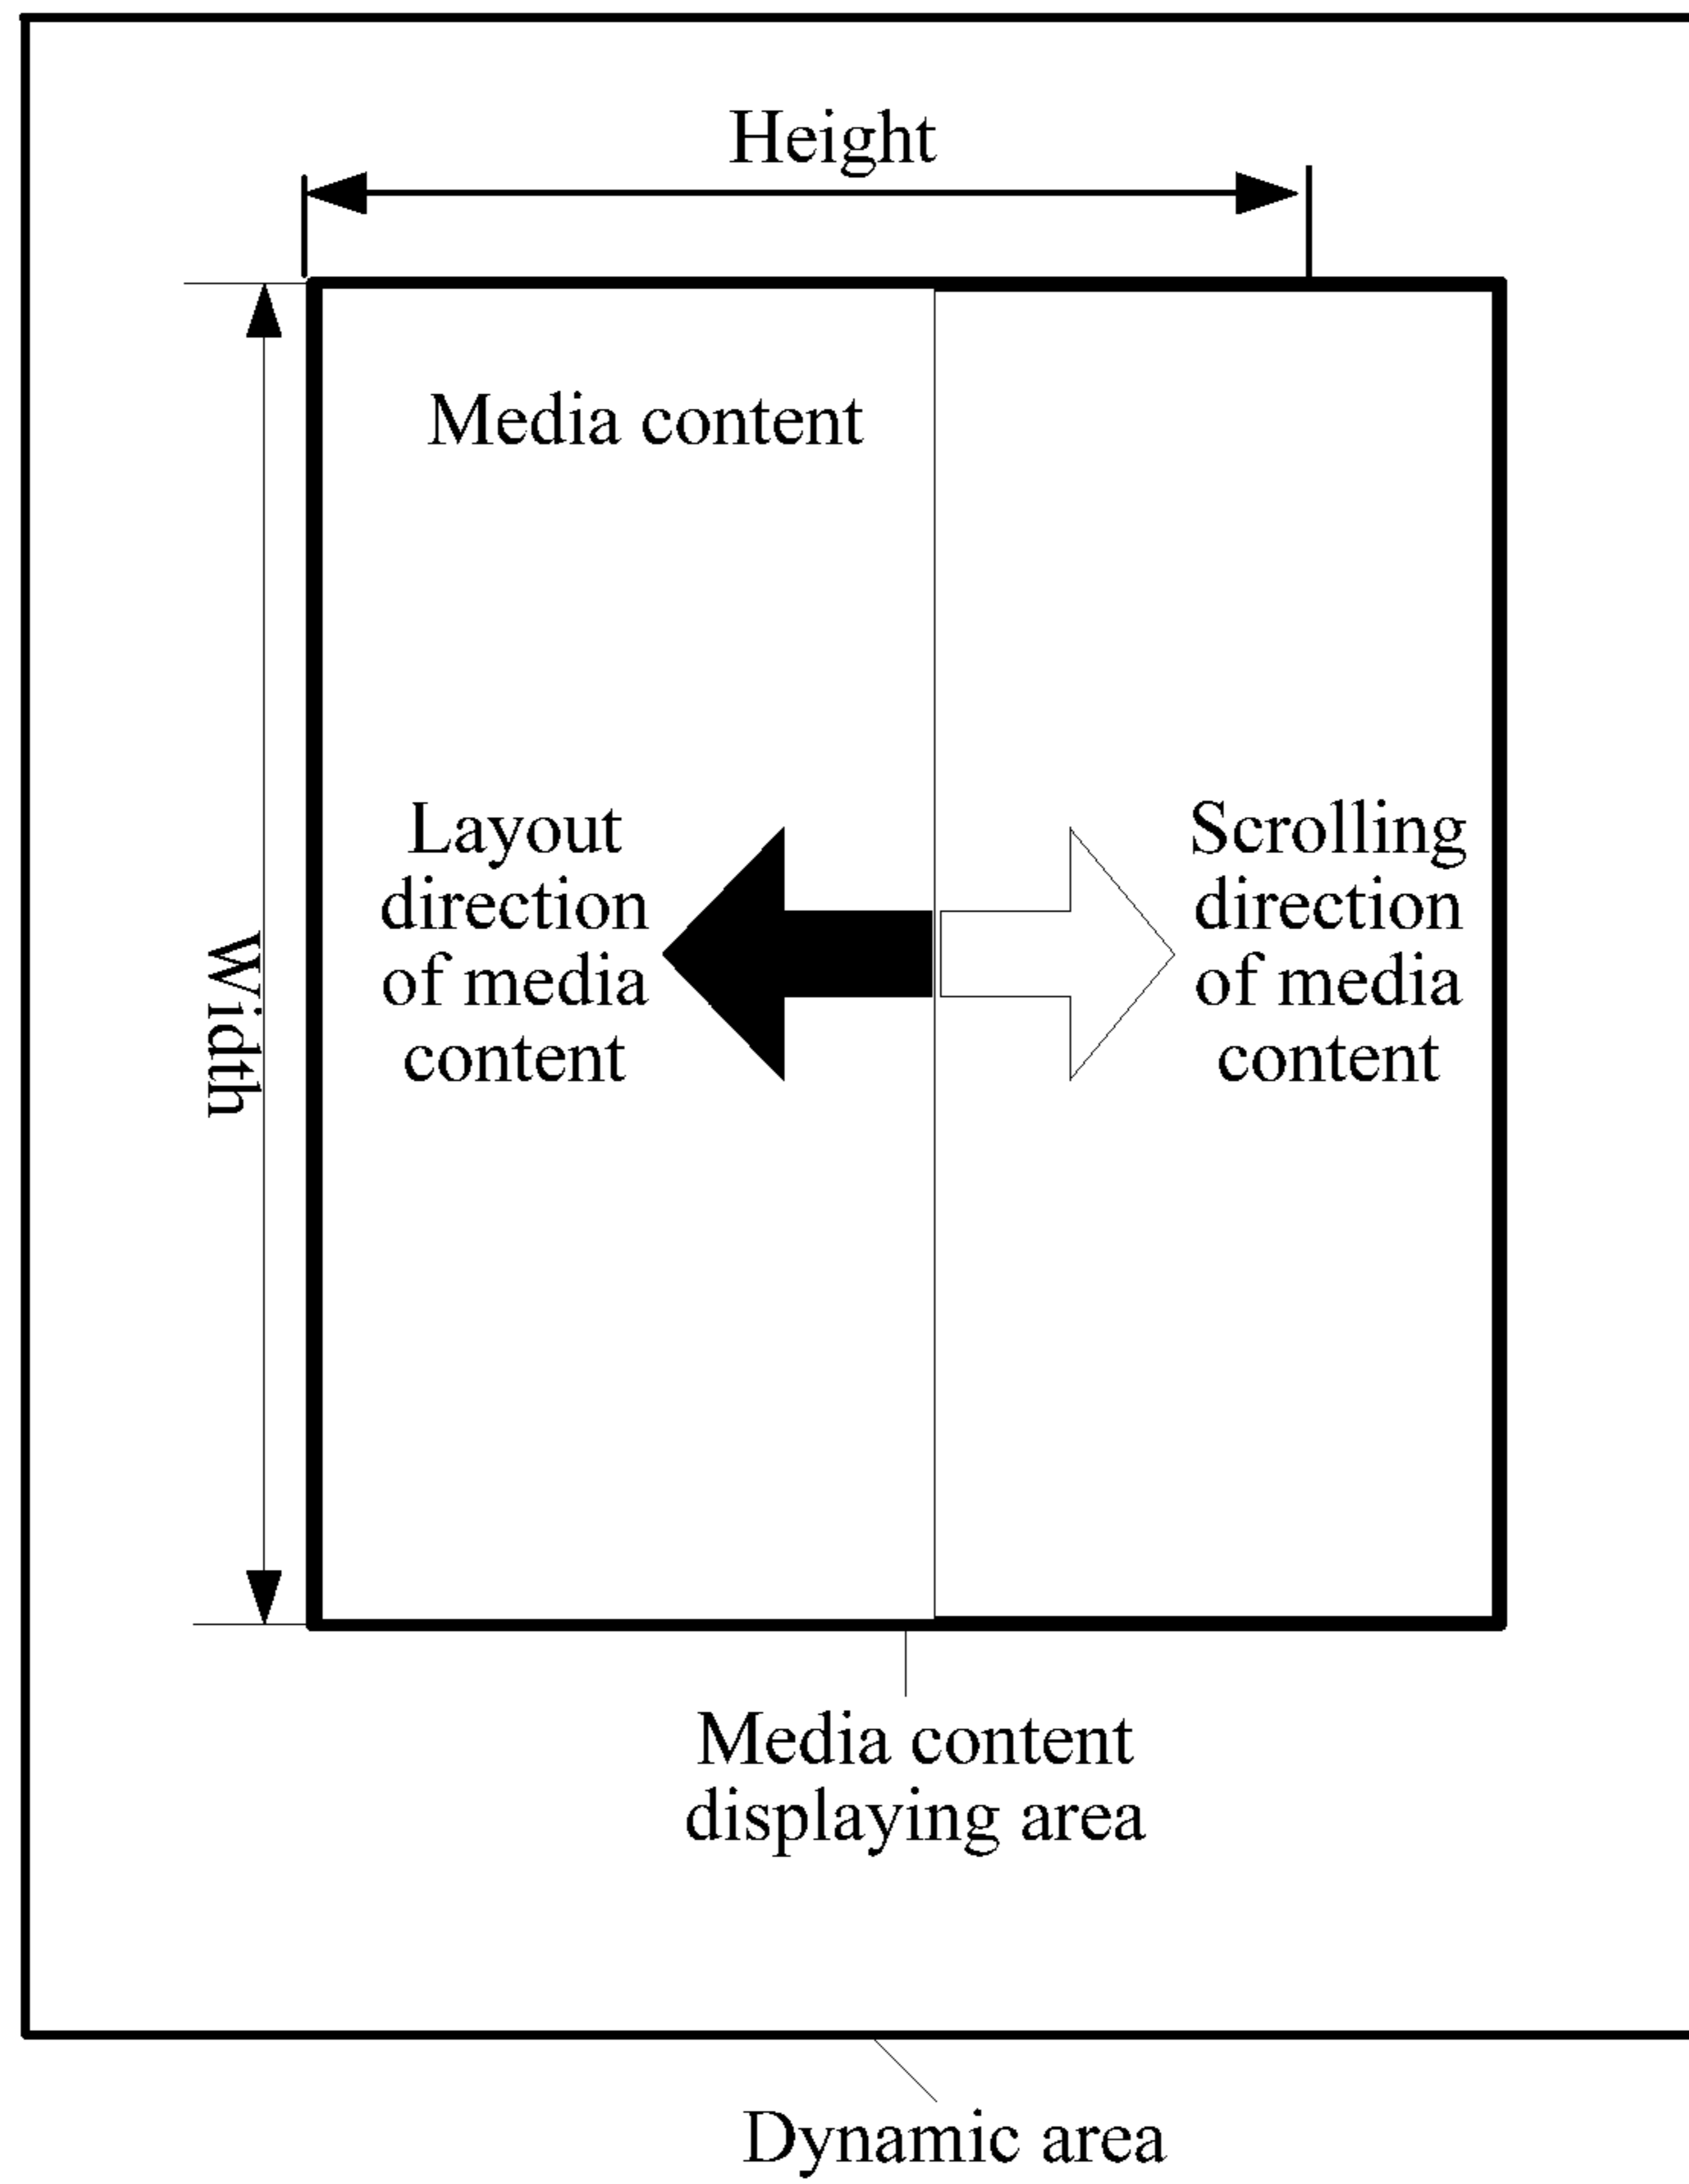 Height
Media content
Layout
direction
of media
content
Scrolling
direction
of media
content
Width
Media content
displaying area
Dynamic area